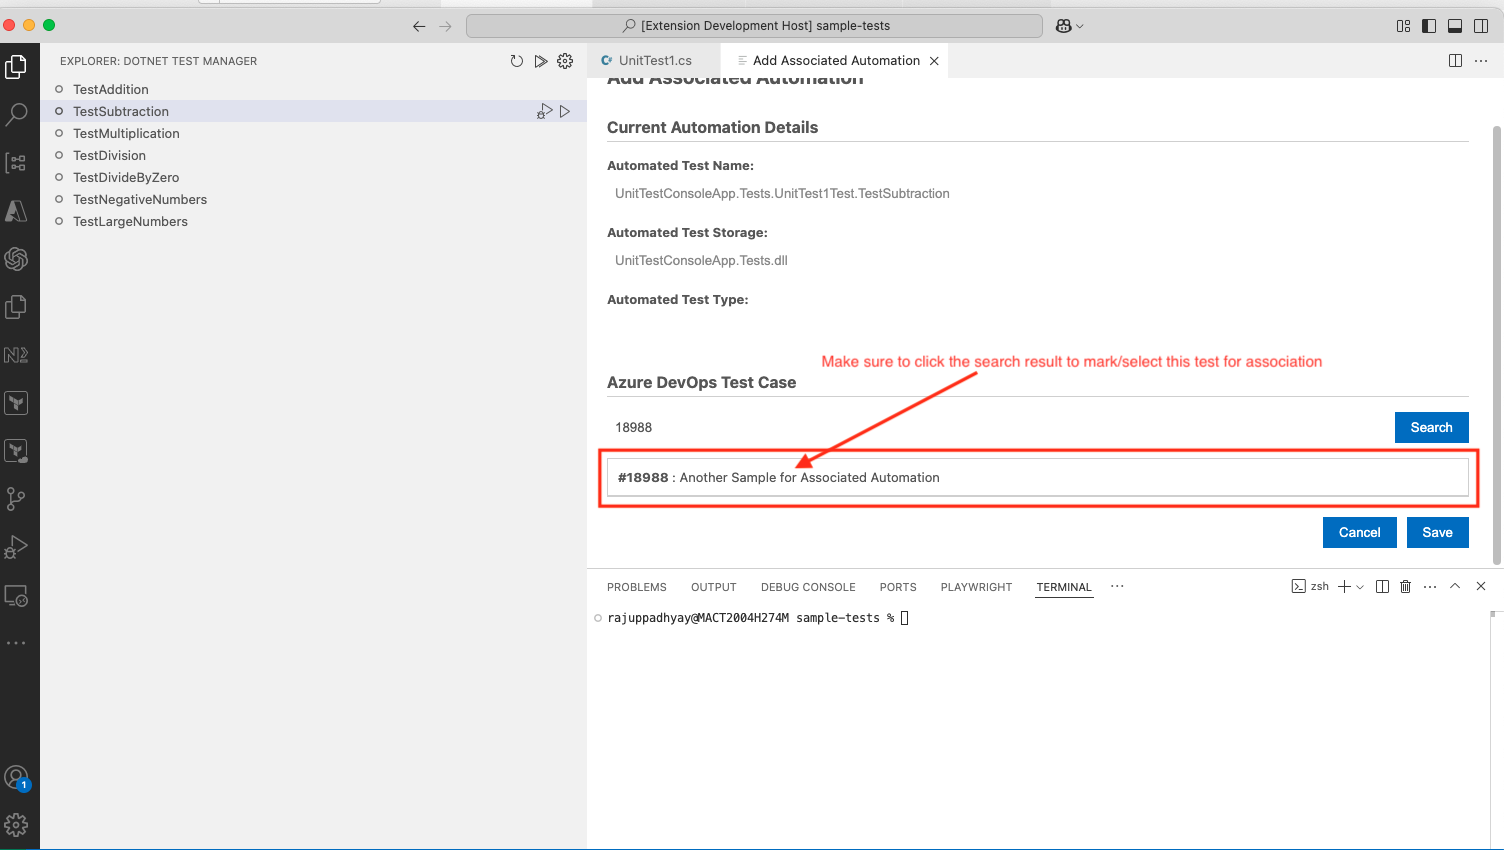 [Extension Development Host] sample-tests
EXPLORER: DOTNET TEST MANAGER
TestAddition
TestSubtraction
TestMultiplication
TestDivision
TestDivideByZero
TestNegativeNumbers
TestLargeNumbers
UnitTest1.cs
Add Associated Automation
Add Associated Automation
Current Automation Details
Automated Test Name:
UnitTestConsoleApp.Tests.UnitTest1Test.TestSubtraction
Automated Test Storage:
UnitTestConsoleApp.Tests.dll
Automated Test Type:
Make sure to click the search result to mark/select this test for association
Azure DevOps Test Case
18988
Search
#18988 : Another Sample for Associated Automation
Cancel
Save
PROBLEMS OUTPUT DEBUG CONSOLE PORTS PLAYWRIGHT TERMINAL ...
zsh
rajuppadhyay@MACT2004H274M sample-tests %
1